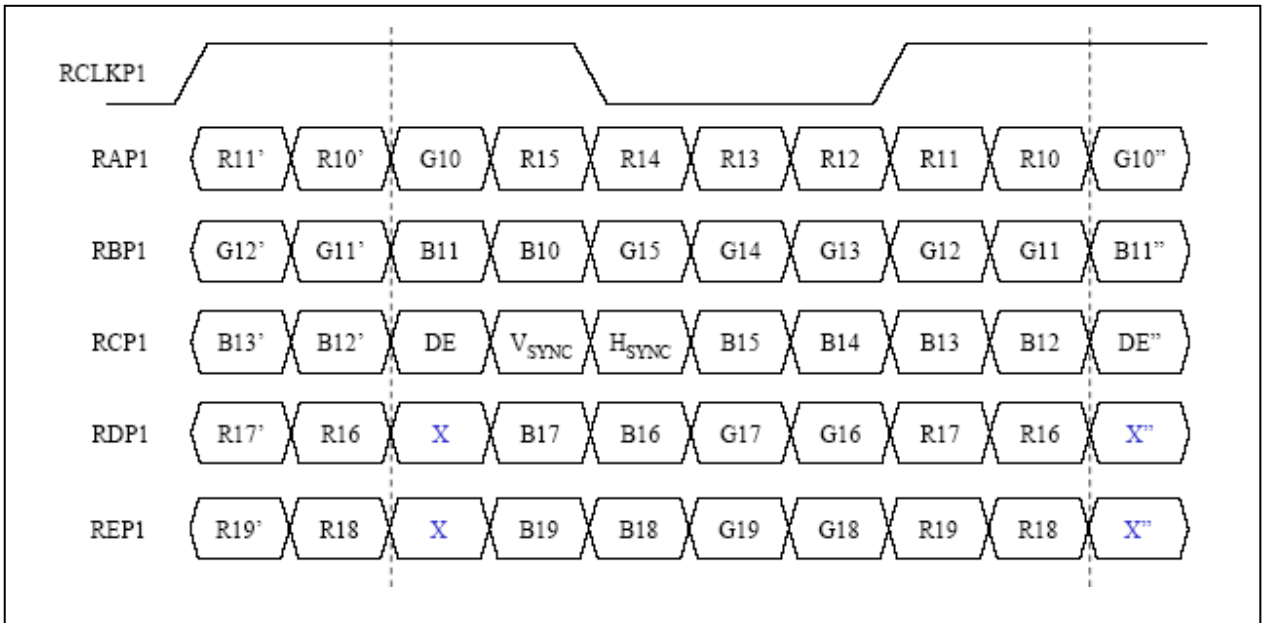 RCLKP1
RAP1 R11’ R10’ G10 R15 R14 R13 R12 R11 R10 G10”
RBP1 G12’ G11’ B11 B10 G15 G14 G13 G12 G11 B11”
RCP1 B13’ B12’ DE VSYNC HSYNC B15 B14 B13 B12 DE”
RDP1 R17’ R16 X B17 B16 G17 G16 R17 R16 X”
REP1 R19’ R18 X B19 B18 G19 G18 R19 R18 X”